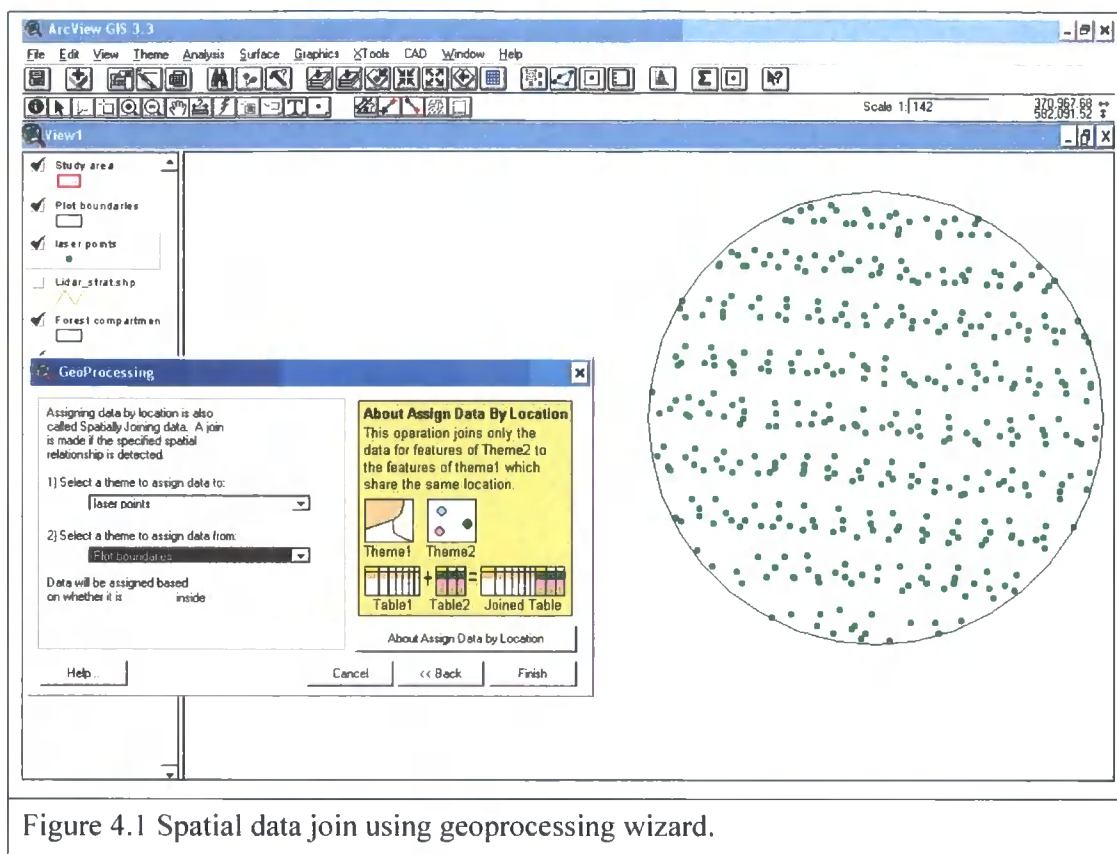 ArcView GIS 3.3
File Edit View Theme Analysis Surface Graphics XTools CAD Window Help
Scale 1: 142
370,967.68
582,091.52
View1
Study area
Plot boundaries
laser points
Lidar_strat.shp
Forest compartmen
GeoProcessing
Assigning data by location is also
called Spatially Joining data. A join
is made if the specified spatial
relationship is detected.
1) Select a theme to assign data to:
laser points
2) Select a theme to assign data from:
Plot boundaries
Data will be assigned based
on whether it is inside
About Assign Data By Location
This operation joins only the
data for features of Theme2 to
the features of theme1 which
share the same location.
Theme1 Theme2
Table1 Table2 Joined Table
About Assign Data by Location
Help... Cancel << Back Finish
Figure 4.1 Spatial data join using geoprocessing wizard.